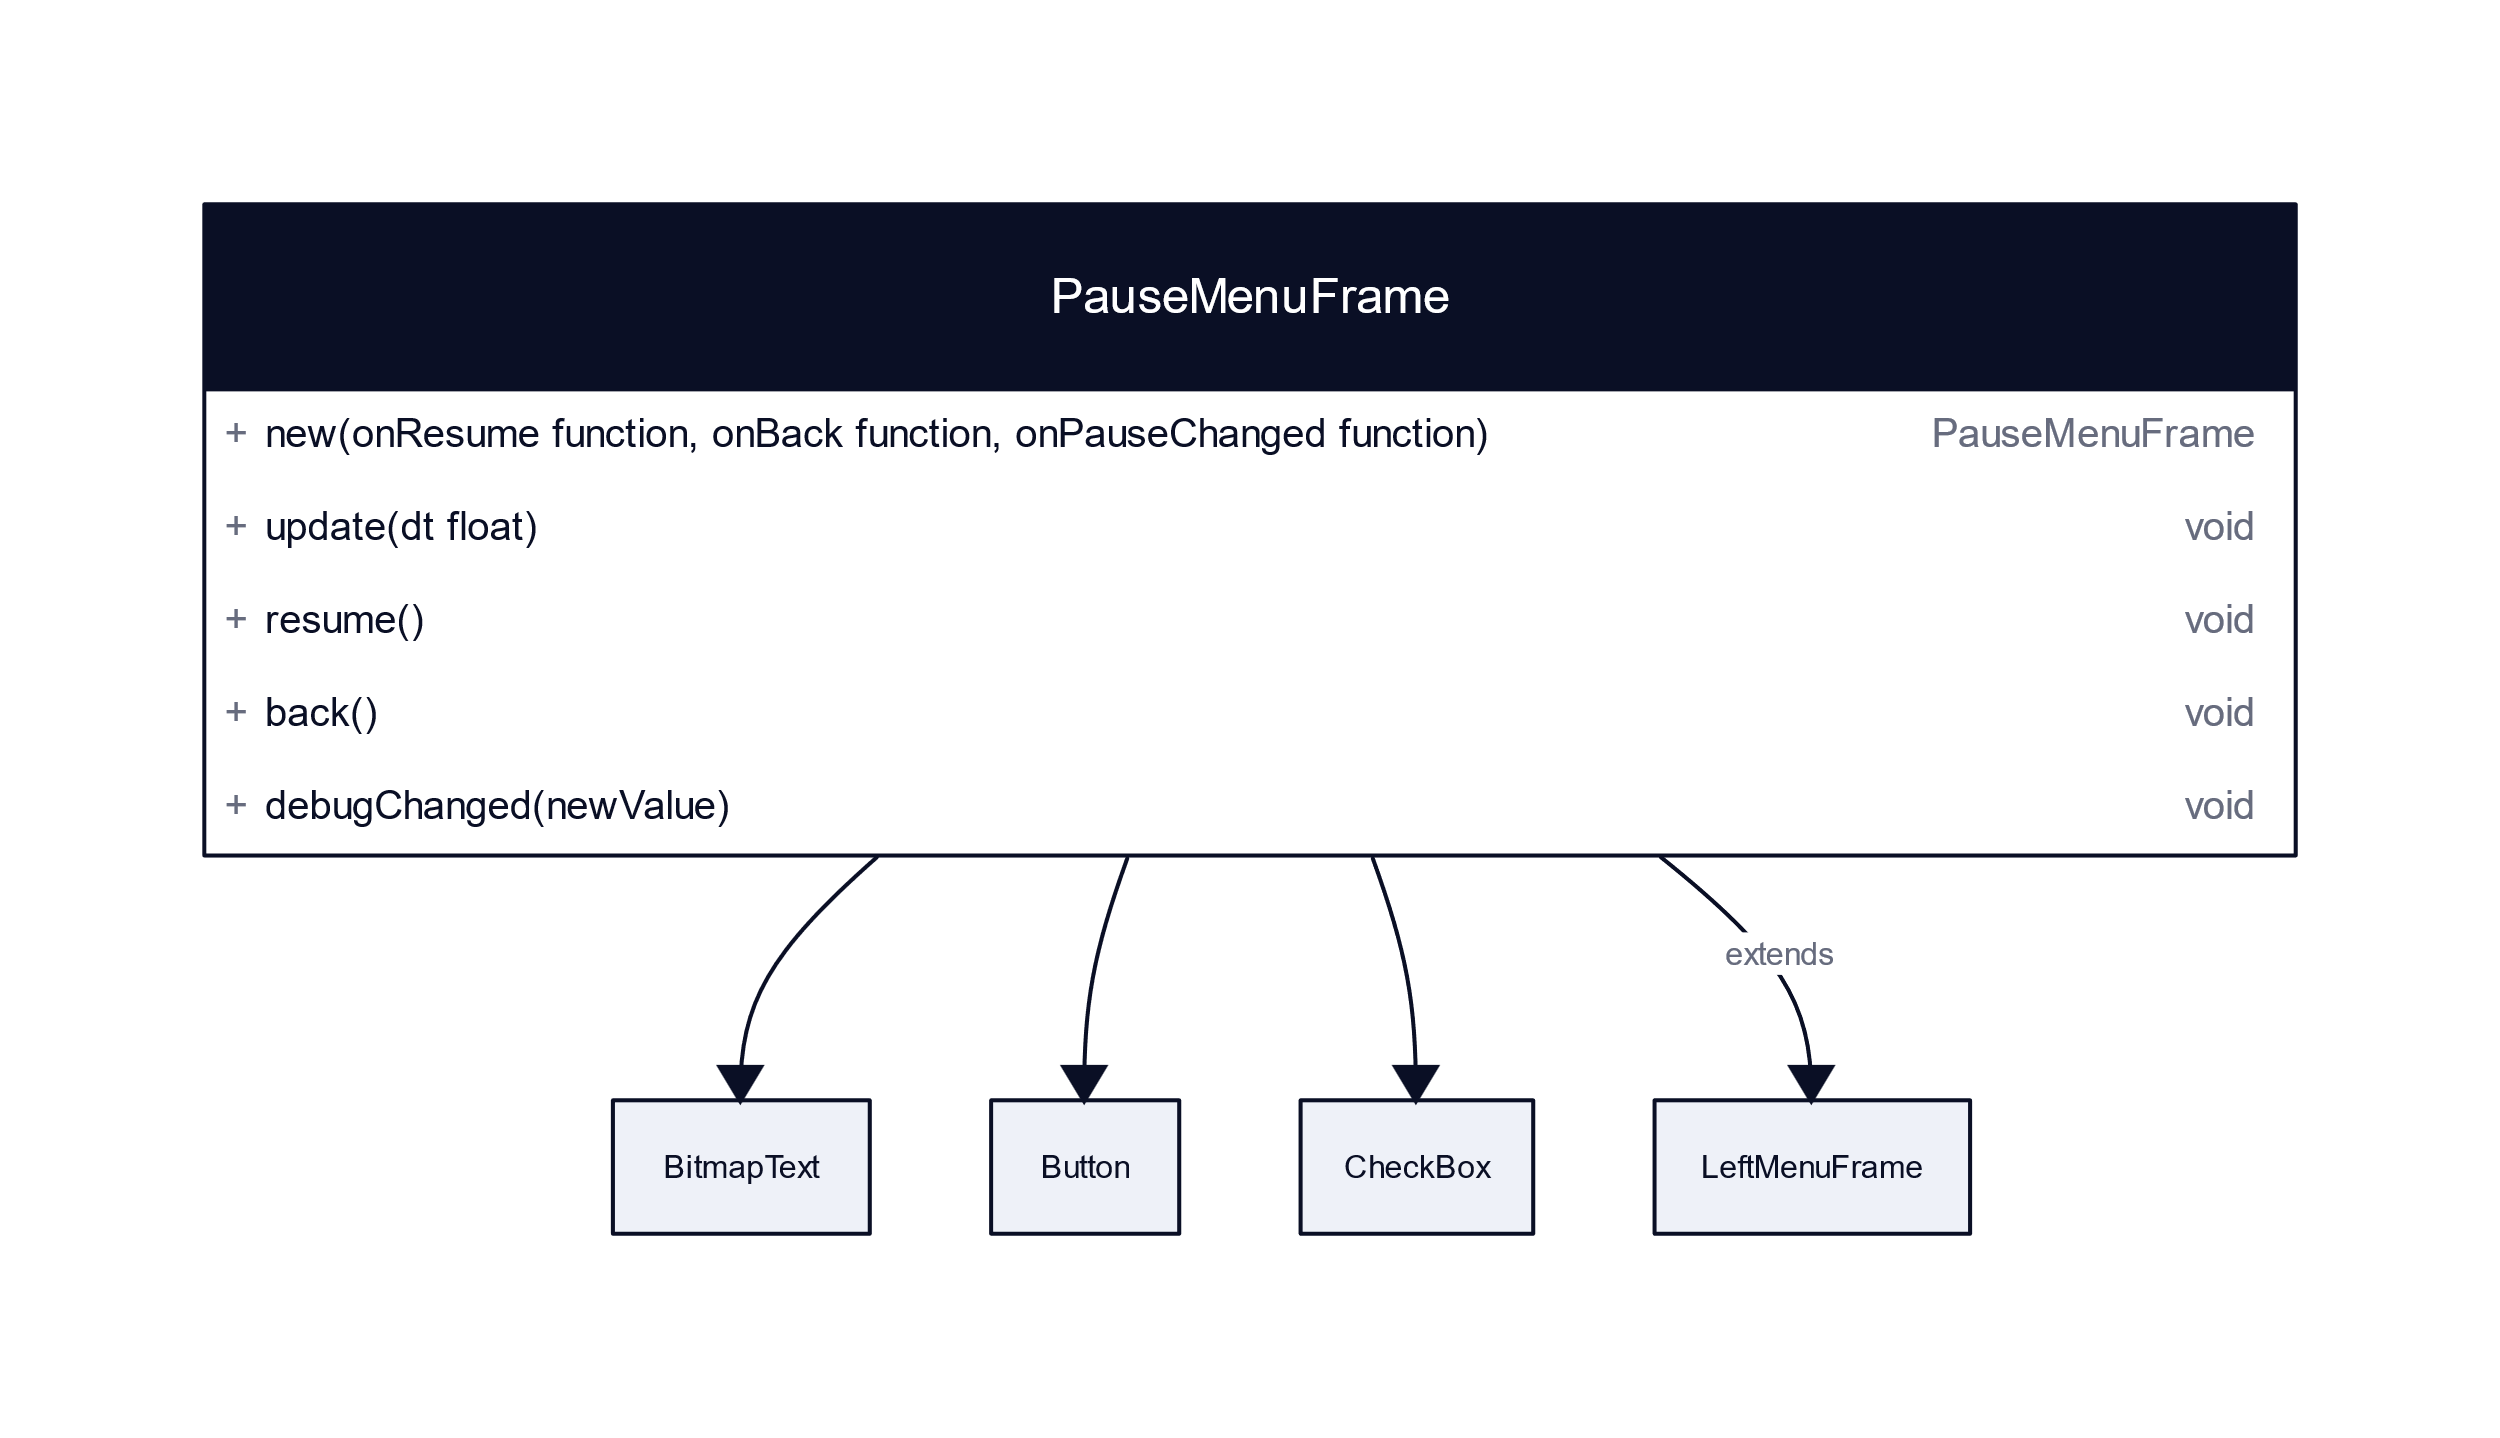 PauseMenuFrame
+ new(onResume function, onBack function, onPauseChanged function) PauseMenuFrame
+ update(dt float) void
+ resume() void
+ back() void
+ debugChanged(newValue) void
extends
BitmapText Button CheckBox LeftMenuFrame